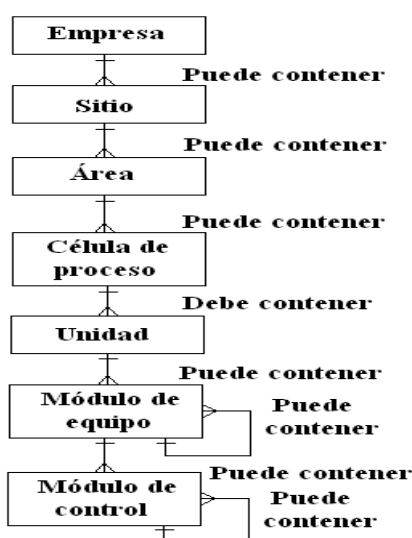 Empresa
Puede contener
Sitio
Puede contener
Área
Puede contener
Célula de
proceso
Debe contener
Unidad
Puede contener
Módulo de
equipo
Puede
contener
Puede contener
Módulo de
control
Puede
contener